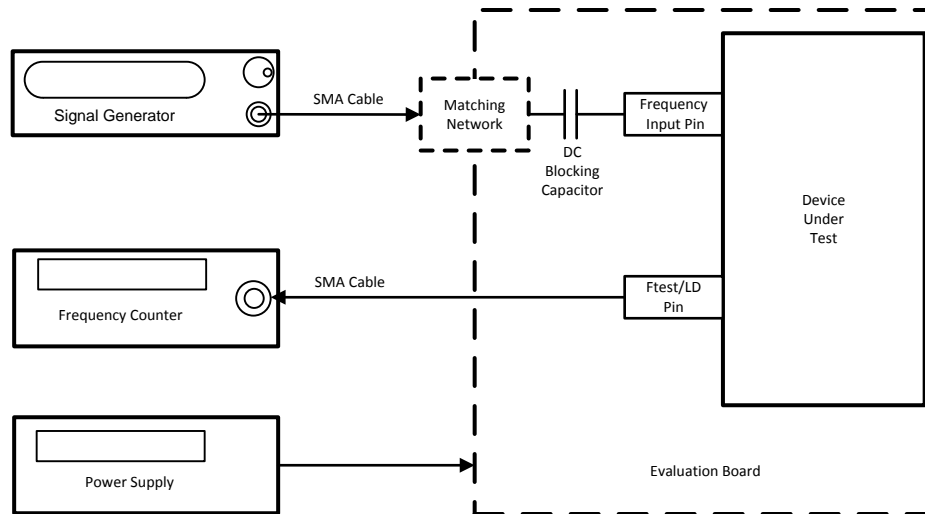 Signal Generator
SMA Cable
Matching
Network
DC
Blocking
Capacitor
Frequency
Input Pin
Device
Under
Test
Frequency Counter
SMA Cable
Ftest/LD
Pin
Power Supply
Evaluation Board